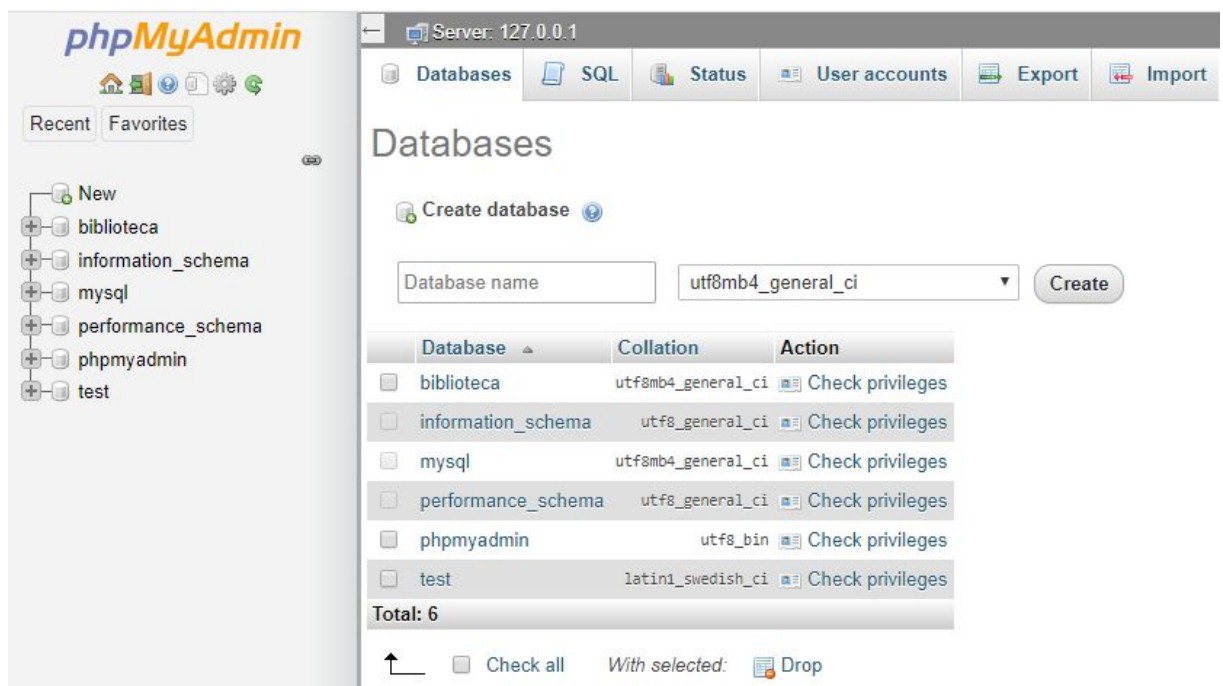 phpMyAdmin
Recent Favorites
New
biblioteca
information_schema
mysql
performance_schema
phpmyadmin
test
Server: 127.0.0.1
Databases SQL Status User accounts Export Import
Databases
Create database
Database name utf8mb4_general_ci Create
Database Collation Action
biblioteca utf8mb4_general_ci Check privileges
information_schema utf8_general_ci Check privileges
mysql utf8mb4_general_ci Check privileges
performance_schema utf8_general_ci Check privileges
phpmyadmin utf8_bin Check privileges
test latin1_swedish_ci Check privileges
Total: 6
Check all With selected: Drop